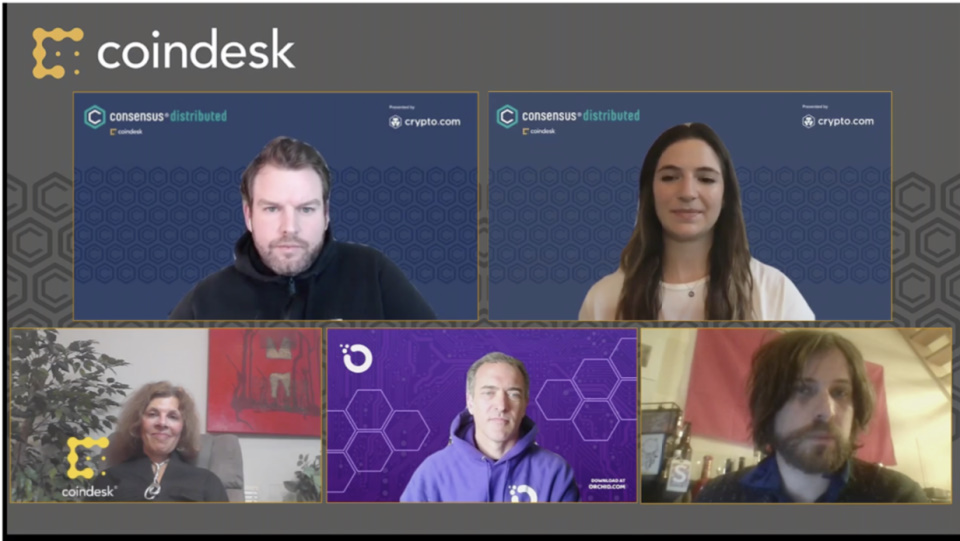 coindesk
consensus®distributed
coindesk
Presented by
crypto.com
consensus®distributed
coindesk
Presented by
crypto.com
coindesk®
DOWNLOAD AT
ORCHID.COM
S